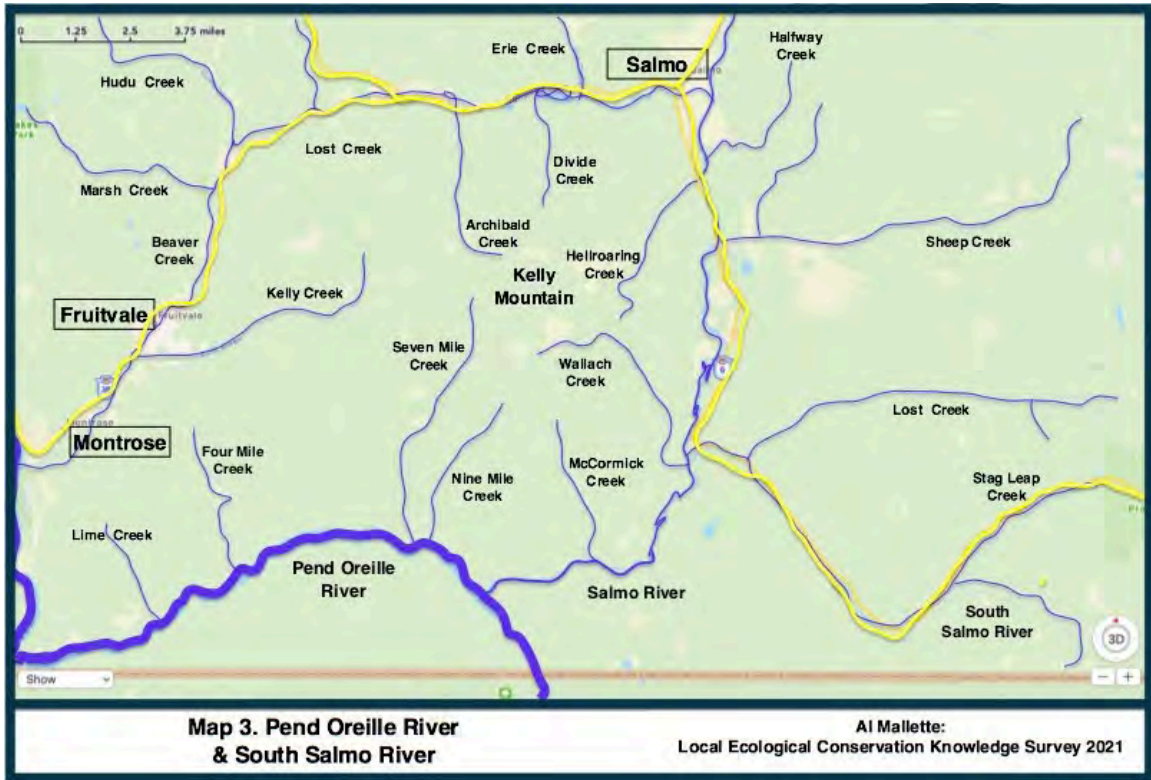 0 1.25 2.5 3.75 miles
Erie Creek
Halfway
Creek
Salmo
Hudu Creek
Lost Creek
Divide
Creek
Marsh Creek
Archibald
Creek
Beaver
Creek
Hellroaring
Creek
Sheep Creek
Kelly
Mountain
Kelly Creek
Fruitvale
Fruitvale
Seven Mile
Creek
Wallach
Creek
Lost Creek
Montrose
Four Mile
Creek
McCormick
Creek
Nine Mile
Creek
Stag Leap
Creek
Lime Creek
Pend Oreille
River
Salmo River
South
Salmo River
3D
Show
− +
Map 3. Pend Oreille River
& South Salmo River
Al Mallette:
Local Ecological Conservation Knowledge Survey 2021